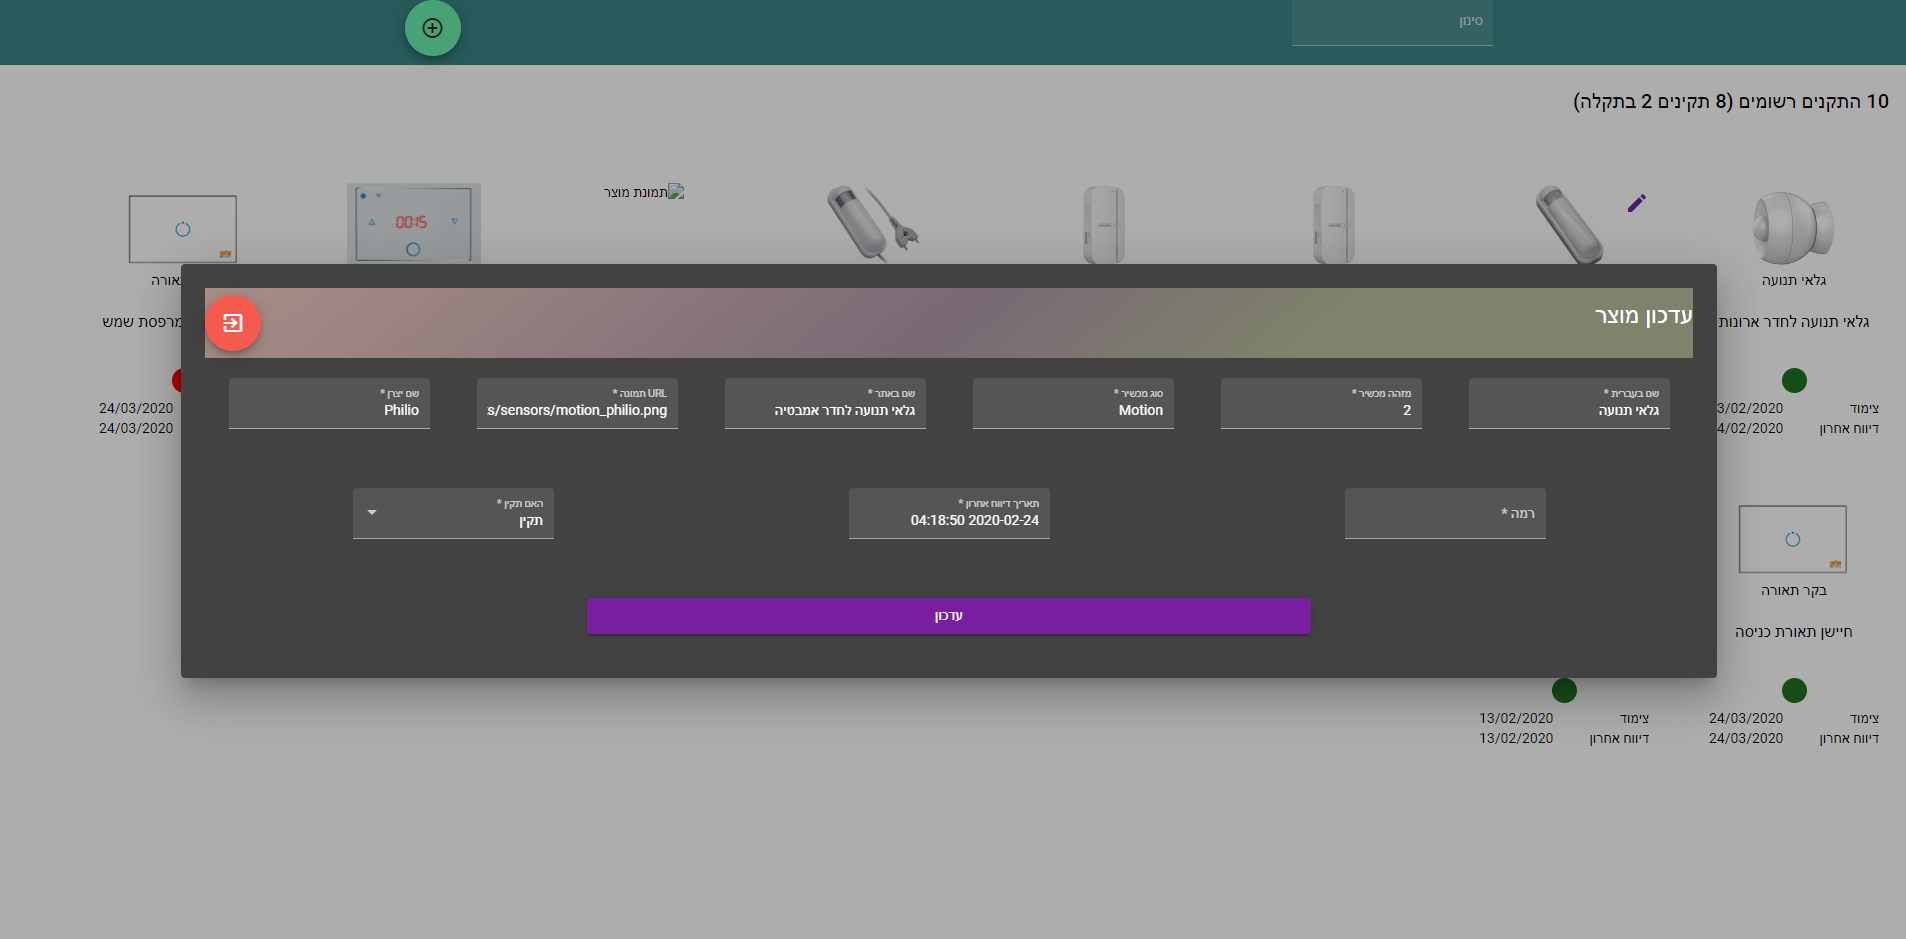 סינון
10 התקנים רשומים (8 תקינים 2 בתקלה)
תמונת מוצר
00:15
גלאי תנועה
אורה
גלאי תנועה לחדר ארונות
מרפסת שמש
צימוד 3/02/2020
דיווח אחרון 4/02/2020
24/03/2020
24/03/2020
עדכון מוצר
שם בעברית *
גלאי תנועה
מזהה מכשיר *
2
סוג מכשיר *
Motion
שם באתר *
גלאי תנועה לחדר אמבטיה
URL תמונה *
s/sensors/motion_philio.png
שם יצרן *
Philio
רמה *
תאריך דיווח אחרון *
2020-02-24 04:18:50
האם תקין *
תקין
עדכון
בקר תאורה
חיישן תאורת כניסה
צימוד 24/03/2020
דיווח אחרון 24/03/2020
צימוד 13/02/2020
דיווח אחרון 13/02/2020